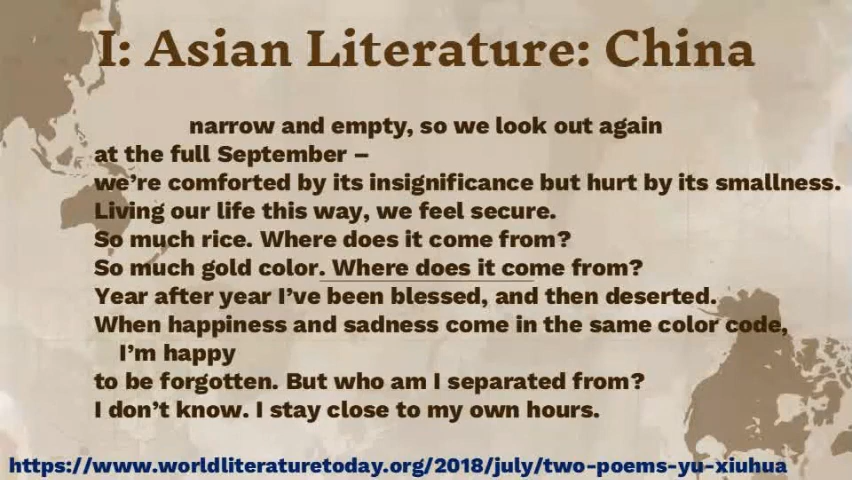 I: Asian Literature: China
narrow and empty, so we look out again
at the full September –
we're comforted by its insignificance but hurt by its smallness.
Living our life this way, we feel secure.
So much rice. Where does it come from?
So much gold color. Where does it come from?
Year after year I've been blessed, and then deserted.
When happiness and sadness come in the same color code,
I'm happy
to be forgotten. But who am I separated from?
I don't know. I stay close to my own hours.
https://www.worldliteraturetoday.org/2018/july/two-poems-yu-xiuhua